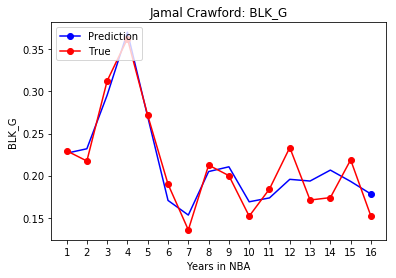 Jamal Crawford: BLK_G
Prediction
True
BLK_G
0.35
0.30
0.25
0.20
0.15
1 2 3 4 5 6 7 8 9 10 11 12 13 14 15 16
Years in NBA